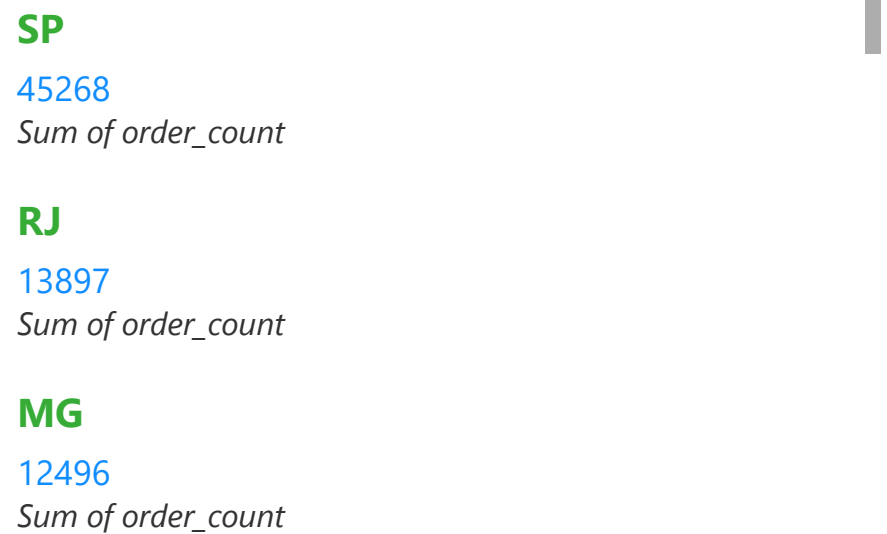 SP
45268
Sum of order_count
RJ
13897
Sum of order_count
MG
12496
Sum of order_count